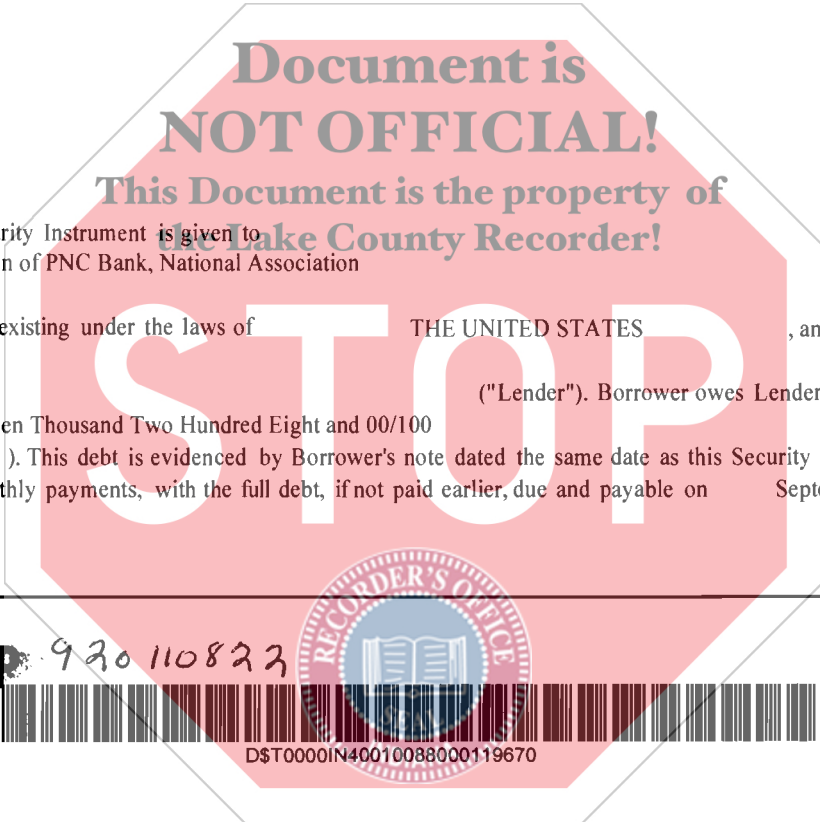 Document is
NOT OFFICIAL!
This Document is the property of
the Lake County Recorder!
rity Instrument is given to
n of PNC Bank, National Association
existing under the laws of THE UNITED STATES , an
("Lender"). Borrower owes Lender
en Thousand Two Hundred Eight and 00/100
). This debt is evidenced by Borrower's note dated the same date as this Security
thly payments, with the full debt, if not paid earlier, due and payable on Septe
STOP
RECORDER'S OFFICE
SEAL
INDIANA
920110822
D$T0000IN40010088000119670